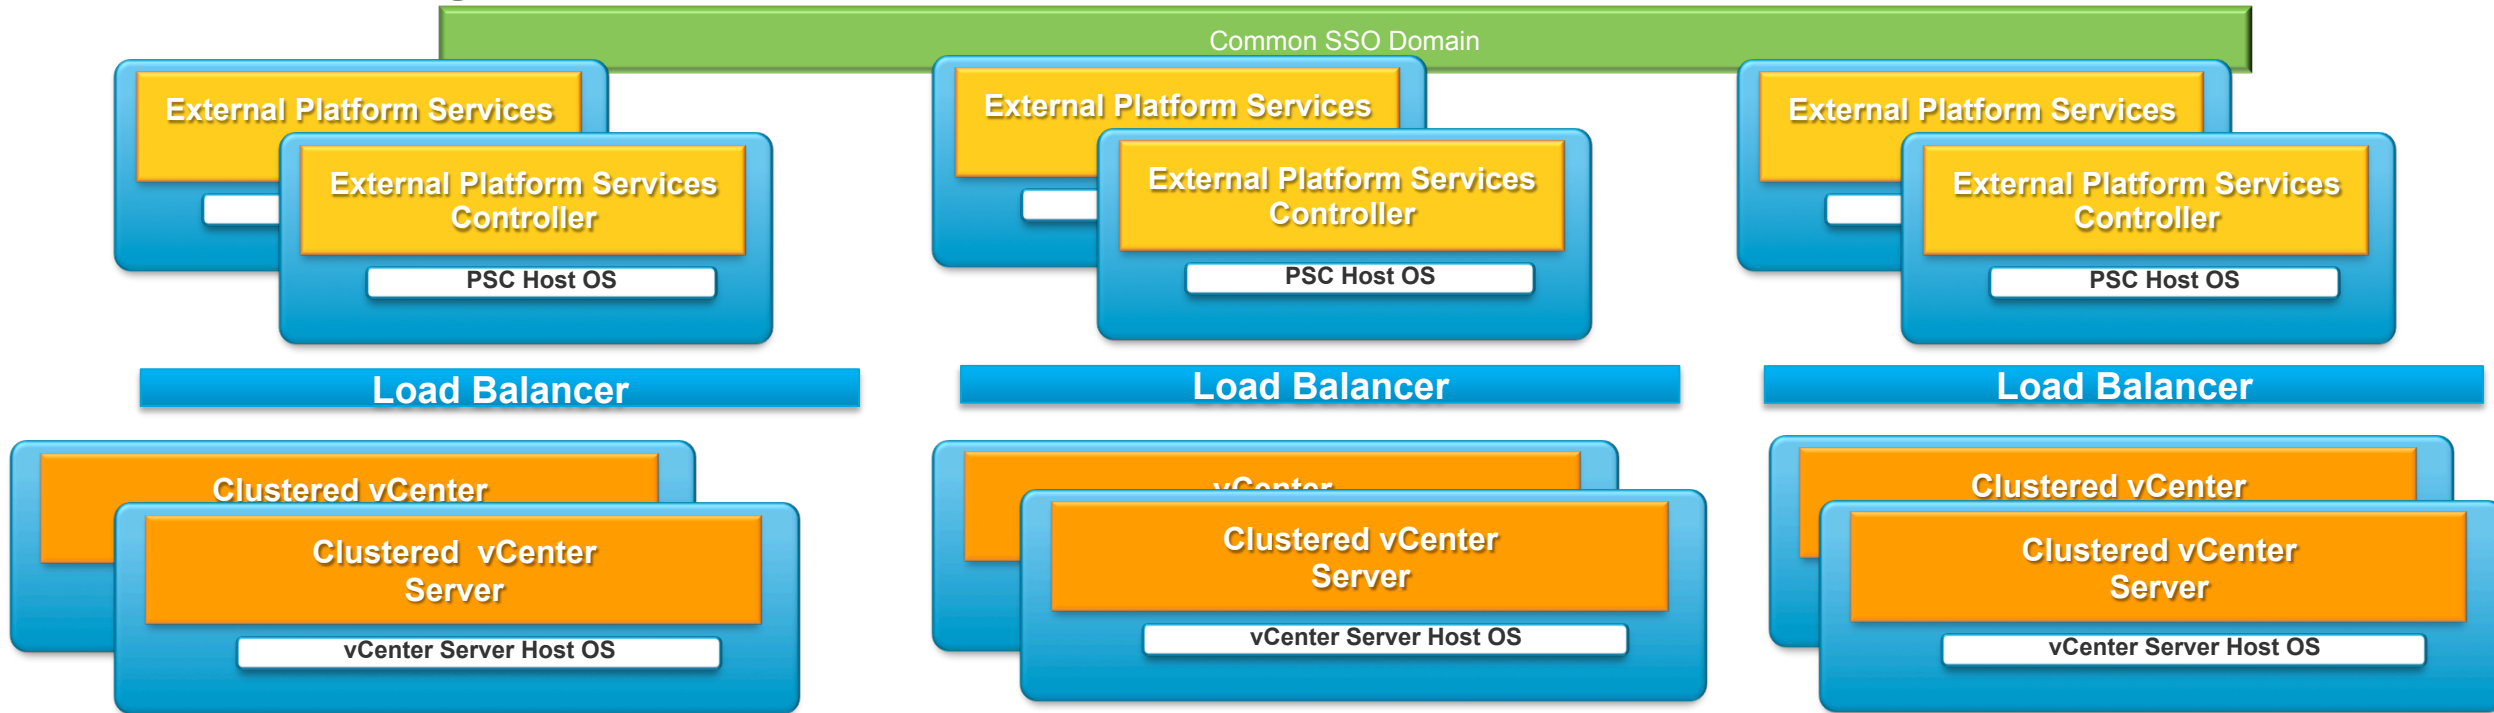 Common SSO Domain
External Platform Services
External Platform Services
Controller
PSC Host OS
External Platform Services
External Platform Services
Controller
PSC Host OS
External Platform Services
External Platform Services
Controller
PSC Host OS
Load Balancer
Load Balancer
Load Balancer
Clustered vCenter
Clustered vCenter
Server
vCenter Server Host OS
vCenter
Clustered vCenter
Server
vCenter Server Host OS
Clustered vCenter
Clustered vCenter
Server
vCenter Server Host OS